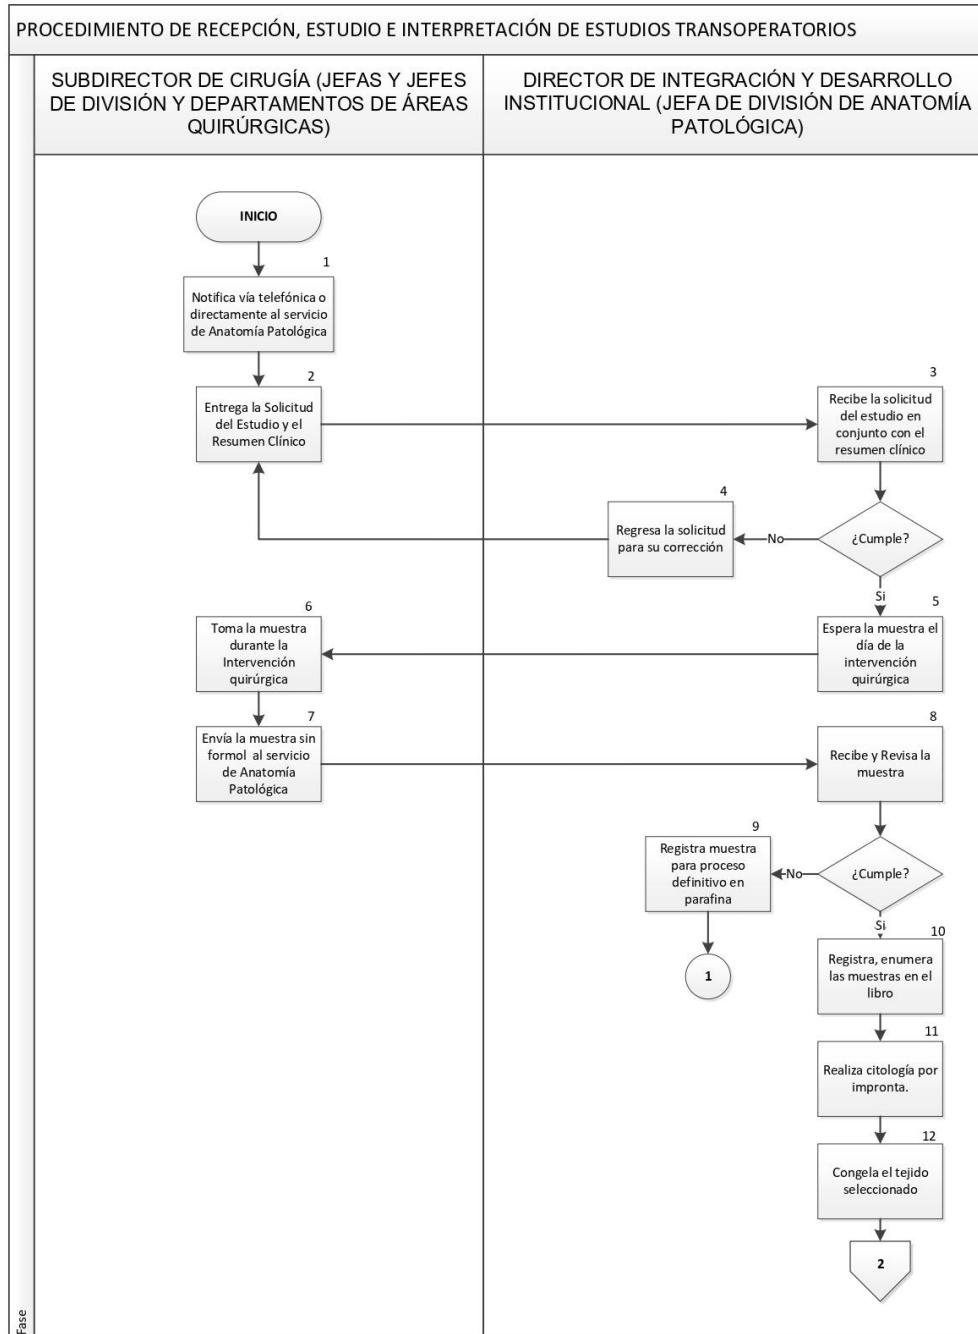 PROCEDIMIENTO DE RECEPCIÓN, ESTUDIO E INTERPRETACIÓN DE ESTUDIOS TRANSOPERATORIOS
SUBDIRECTOR DE CIRUGÍA (JEFAS Y JEFES
DE DIVISIÓN Y DEPARTAMENTOS DE ÁREAS
QUIRÚRGICAS)
DIRECTOR DE INTEGRACIÓN Y DESARROLLO
INSTITUCIONAL (JEFA DE DIVISIÓN DE ANATOMÍA
PATOLÓGICA)
INICIO
1
Notifica vía telefónica o
directamente al servicio
de Anatomía Patológica
2
Entrega la Solicitud
del Estudio y el
Resumen Clínico
3
Recibe la solicitud
del estudio en
conjunto con el
resumen clínico
¿Cumple?
No
4
Regresa la solicitud
para su corrección
Si
5
Espera la muestra el
día de la
intervención
quirúrgica
6
Toma la muestra
durante la
Intervención
quirúrgica
7
Envía la muestra sin
formol al servicio
de Anatomía
Patológica
8
Recibe y Revisa la
muestra
¿Cumple?
No
9
Registra muestra
para proceso
definitivo en
parafina
1
Si
10
Registra, enumera
las muestras en el
libro
11
Realiza citología por
impronta.
12
Congela el tejido
seleccionado
2
Fase